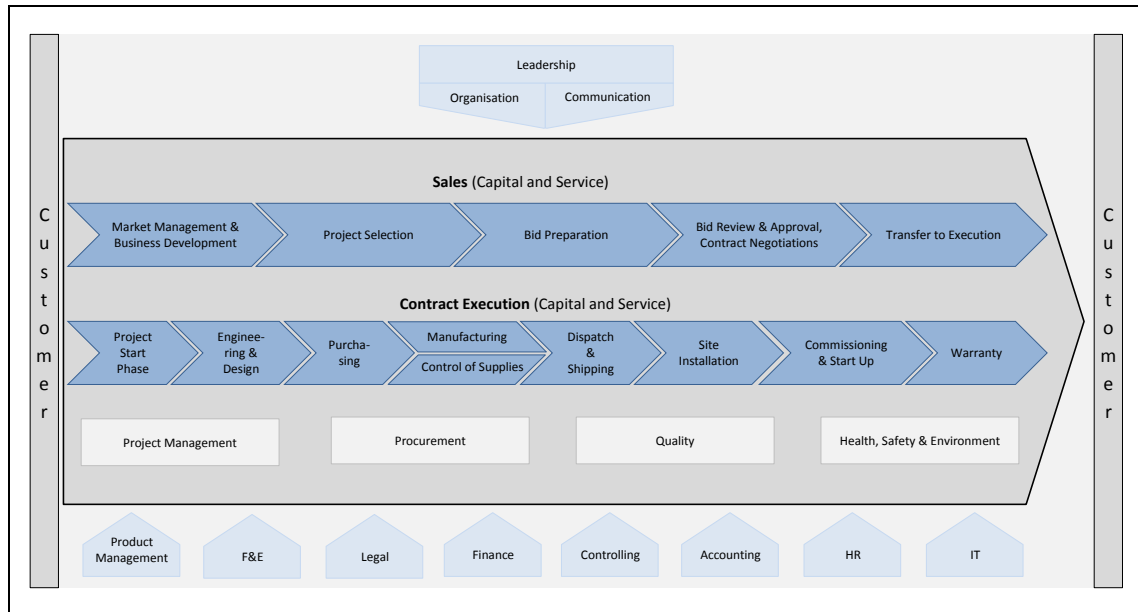 Leadership
Organisation
Communication
Customer
Sales (Capital and Service)
Market Management &
Business Development
Project Selection
Bid Preparation
Bid Review & Approval,
Contract Negotiations
Transfer to Execution
Contract Execution (Capital and Service)
Project
Start
Phase
Enginee-
ring &
Design
Purcha-
sing
Manufacturing
Control of Supplies
Dispatch
&
Shipping
Site
Installation
Commissioning
& Start Up
Warranty
Project Management
Procurement
Quality
Health, Safety & Environment
Customer
Product
Management
F&E
Legal
Finance
Controlling
Accounting
HR
IT